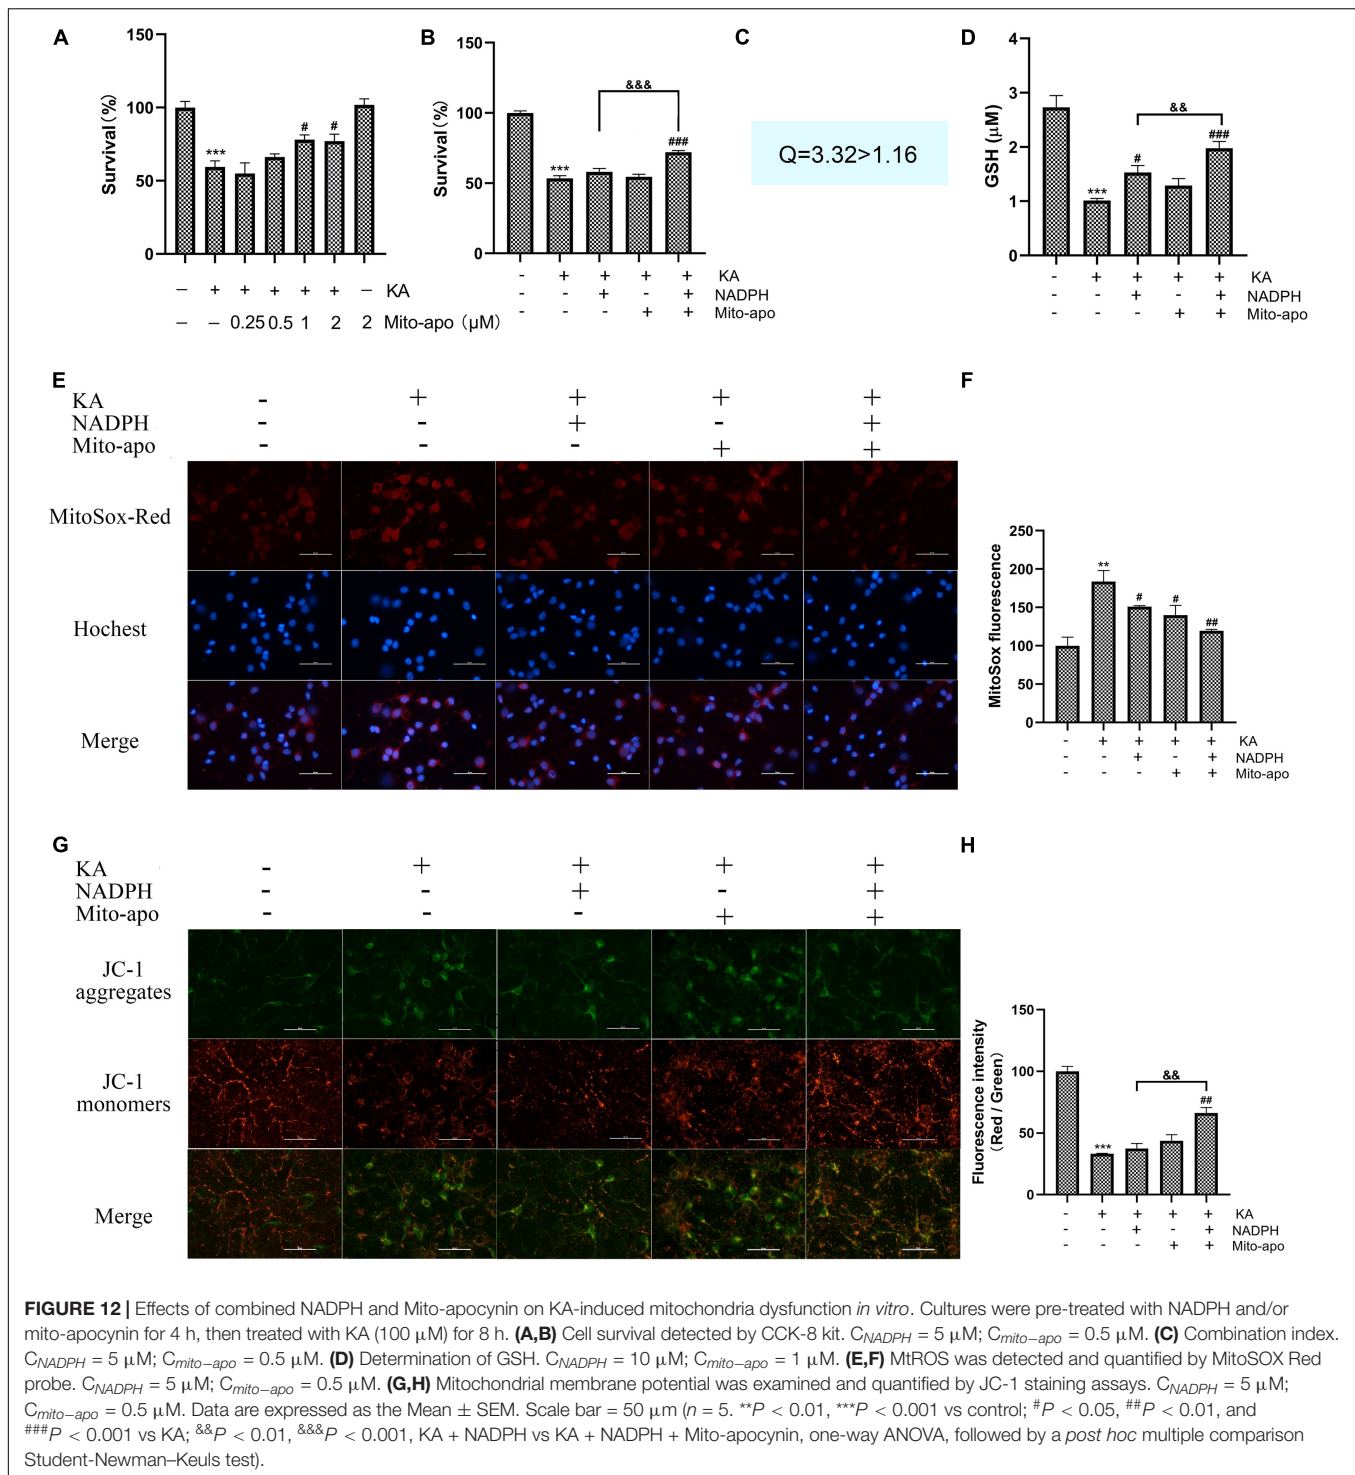 A
150
100
50
0
Survival (%)
***
#
#
− + + + + + − KA
− − 0.25 0.5 1 2 2 Mito-apo (μM)
B
150
100
50
0
Survival (%)
***
&&&
###
- + + + + KA
- - + - + NADPH
- - - + + Mito-apo
C
Q=3.32>1.16
D
4
3
2
1
0
GSH (μM)
***
#
&&
###
- + + + + KA
- - + - + NADPH
- - - + + Mito-apo
E
KA - + + + +
NADPH - - + - +
Mito-apo - - - + +
MitoSox-Red
Hochest
Merge
F
250
200
150
100
50
0
MitoSox fluorescence
**
#
#
##
- + + + + KA
- - + - + NADPH
- - - + + Mito-apo
G
KA - + + + +
NADPH - - + - +
Mito-apo - - - + +
JC-1
aggregates
JC-1
monomers
Merge
H
150
100
50
0
Fluorescence intensity
(Red / Green)
***
&&
##
- + + + + KA
- - + - + NADPH
- - - + + Mito-apo
FIGURE 12 | Effects of combined NADPH and Mito-apocynin on KA-induced mitochondria dysfunction in vitro. Cultures were pre-treated with NADPH and/or
mito-apocynin for 4 h, then treated with KA (100 μM) for 8 h. (A,B) Cell survival detected by CCK-8 kit. CNADPH = 5 μM; Cmito−apo = 0.5 μM. (C) Combination index.
CNADPH = 5 μM; Cmito−apo = 0.5 μM. (D) Determination of GSH. CNADPH = 10 μM; Cmito−apo = 1 μM. (E,F) MtROS was detected and quantified by MitoSOX Red
probe. CNADPH = 5 μM; Cmito−apo = 0.5 μM. (G,H) Mitochondrial membrane potential was examined and quantified by JC-1 staining assays. CNADPH = 5 μM;
Cmito−apo = 0.5 μM. Data are expressed as the Mean ± SEM. Scale bar = 50 μm (n = 5. **P < 0.01, ***P < 0.001 vs control; #P < 0.05, ##P < 0.01, and
###P < 0.001 vs KA; &&P < 0.01, &&&P < 0.001, KA + NADPH vs KA + NADPH + Mito-apocynin, one-way ANOVA, followed by a post hoc multiple comparison
Student-Newman–Keuls test).